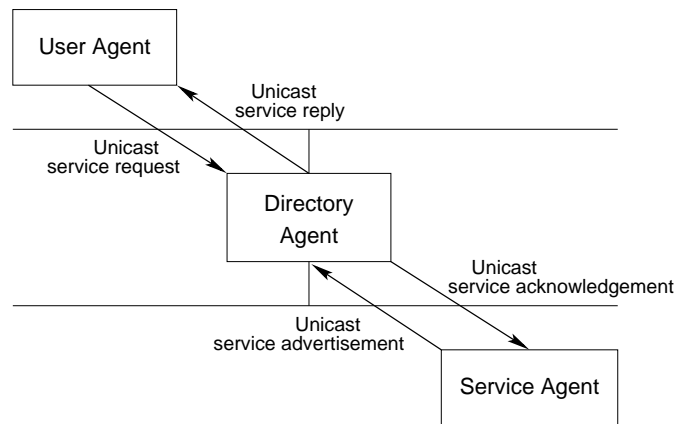 User Agent
Unicast
service reply
Unicast
service request
Directory
Agent
Unicast
service acknowledgement
Unicast
service advertisement
Service Agent